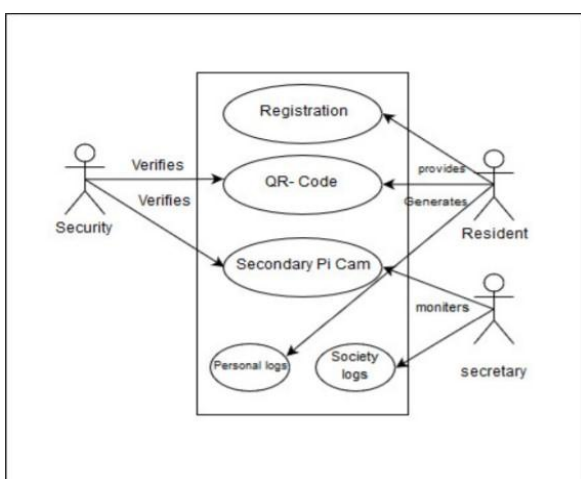 Registration
Verifies
provides
QR- Code
Verifies
Generates
Security
Resident
Secondary Pi Cam
moniters
Personal logs
Society
logs
secretary